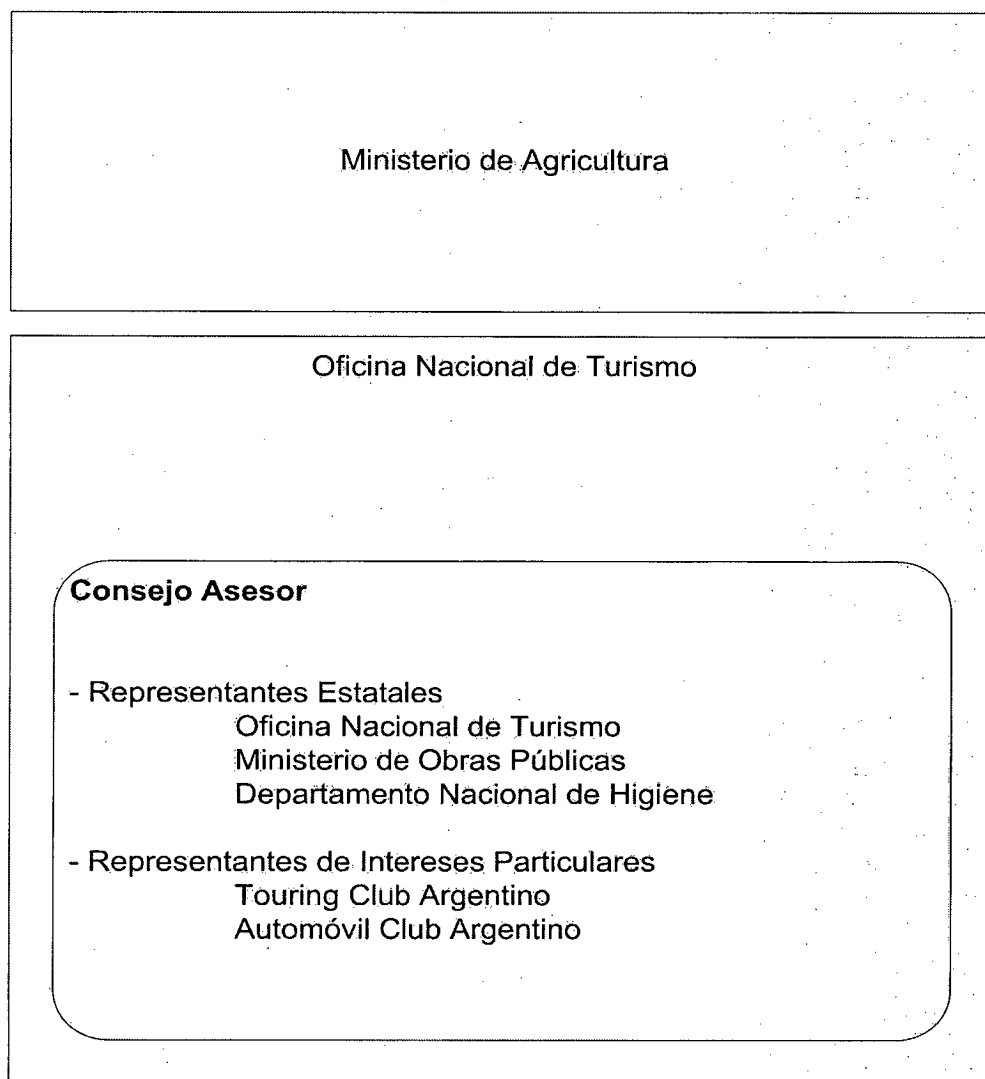 Ministerio de Agricultura
Oficina Nacional de Turismo
Consejo Asesor
- Representantes Estatales
Oficina Nacional de Turismo
Ministerio de Obras Públicas
Departamento Nacional de Higiene
- Representantes de Intereses Particulares
Touring Club Argentino
Automóvil Club Argentino